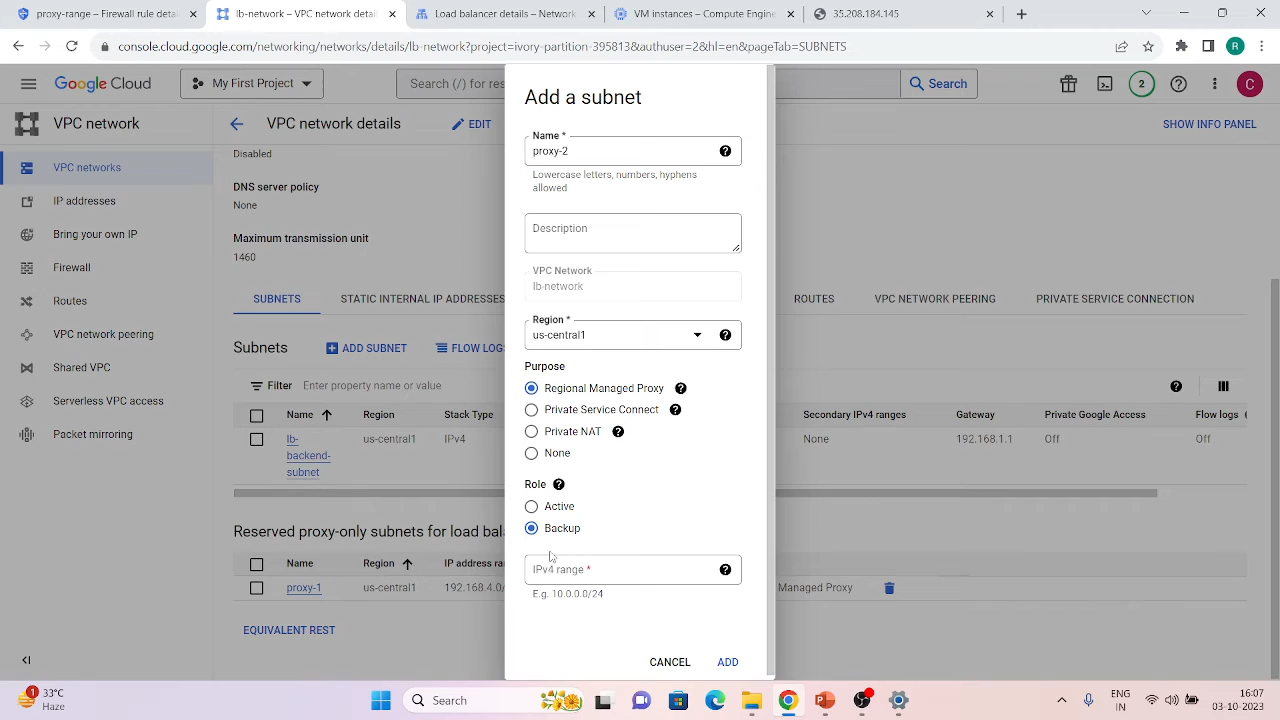 proxy-range – Firewall rule detai
lb-network – VPC network detail
Load balancer details – Network
VM instances – Compute Engine
35.208.184.145
console.cloud.google.com/networking/networks/details/lb-network?project=ivory-partition-395813&authuser=2&hl=en&pageTab=SUBNETS
R
Google Cloud
My First Project
Search (/) for res
Search
2
C
VPC network
VPC network details
EDIT
SHOW INFO PANEL
VPC networks
IP addresses
Bring your own IP
Firewall
Routes
VPC network peering
Shared VPC
Serverless VPC access
Packet mirroring
Disabled
DNS server policy
None
Maximum transmission unit
1460
SUBNETS
STATIC INTERNAL IP ADDRESSES
ROUTES
VPC NETWORK PEERING
PRIVATE SERVICE CONNECTION
Subnets
ADD SUBNET
FLOW LOGS
Filter
Enter property name or value
Name
Region
Stack Type
Secondary IPv4 ranges
Gateway
Private Google Access
Flow logs
lb-
backend-
subnet
us-central1
IPv4
None
192.168.1.1
Off
Off
Reserved proxy-only subnets for load bala
Name
Region
IP address ran
proxy-1
us-central1
192.168.4.0/
Managed Proxy
EQUIVALENT REST
Add a subnet
Name *
proxy-2
Lowercase letters, numbers, hyphens
allowed
Description
VPC Network
lb-network
Region *
us-central1
Purpose
Regional Managed Proxy
Private Service Connect
Private NAT
None
Role
Active
Backup
IPv4 range *
E.g. 10.0.0.0/24
CANCEL
ADD
1
33°C
Haze
Search
ENG
IN
16:07
03-10-2023